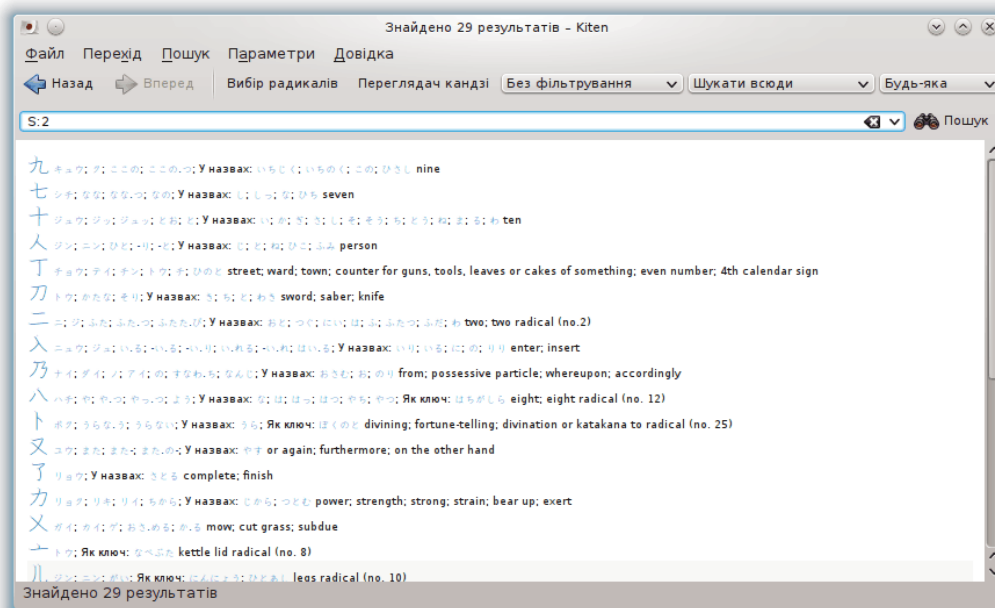 Знайдено 29 результатів – Kiten
Файл Перехід Пошук Параметри Довідка
Назад Вперед Вибір радикалів Переглядач кандзі Без фільтрування Шукати всюди Будь-яка
S:2 Пошук
九 キュウ; ク; ここの; ここの.つ; У назвах: いちじく; いちのく; この; ひさし nine
七 シチ; なな; なな.つ; なの; У назвах: し; しっ; な; ひち seven
十 ジュウ; ジッ; ジュッ; とお; と; У назвах: い; か; ぎ; さ; し; そ; そう; ち; とう; ね; ま; る; わ ten
人 ジン; ニン; ひと; -り; -と; У назвах: じ; と; ね; ひこ; ふみ person
丁 チョウ; テイ; チン; トウ; チ; ひのと street; ward; town; counter for guns, tools, leaves or cakes of something; even number; 4th calendar sign
刀 トウ; かたな; そり; У назвах: き; ち; と; わき sword; saber; knife
二 ニ; ジ; ふた; ふた.つ; ふたた.び; У назвах: おと; つぐ; にい; は; ふ; ふたつ; ふだ; わ two; two radical (no.2)
入 ニュウ; ジュ; い.る; -い.る; -い.り; い.れる; -い.れ; はい.る; У назвах: いり; いる; に; の; りり enter; insert
乃 ナイ; ダイ; ノ; アイ; の; すなわ.ち; なんじ; У назвах: おさむ; お; のり from; possessive particle; whereupon; accordingly
八 ハチ; や; や.つ; やっ.つ; よう; У назвах: な; は; はっ; はつ; やち; やつ; Як ключ: はちがしら eight; eight radical (no. 12)
卜 ボク; うらな.う; うらない; У назвах: うら; Як ключ: ぼくのと divining; fortune-telling; divination or katakana to radical (no. 25)
又 ユウ; また; また-; また.の-; У назвах: やす or again; furthermore; on the other hand
了 リョウ; У назвах: さとる complete; finish
力 リョク; リキ; リイ; ちから; У назвах: じから; つとむ power; strength; strong; strain; bear up; exert
乂 ガイ; カイ; ゲ; おさ.める; か.る mow; cut grass; subdue
亠 トウ; Як ключ: なべぶた kettle lid radical (no. 8)
儿 ジン; ニン; がい; Як ключ: にんにょう; ひとあし legs radical (no. 10)
Знайдено 29 результатів